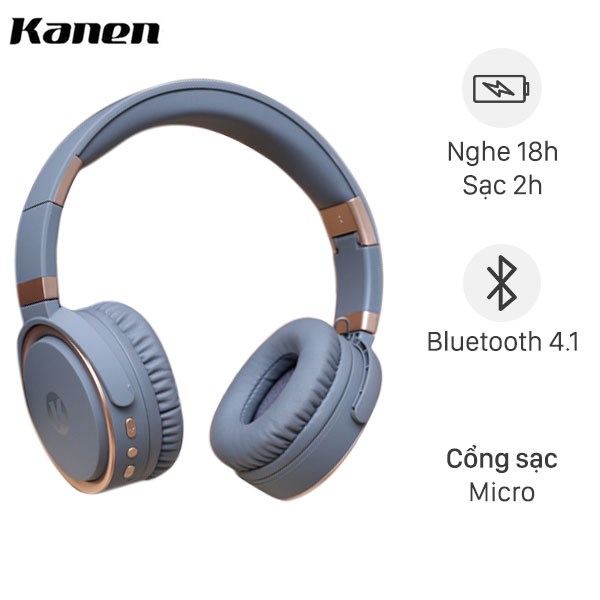 Kanen
Nghe 18h
Sạc 2h
Bluetooth 4.1
Cổng sạc
Micro